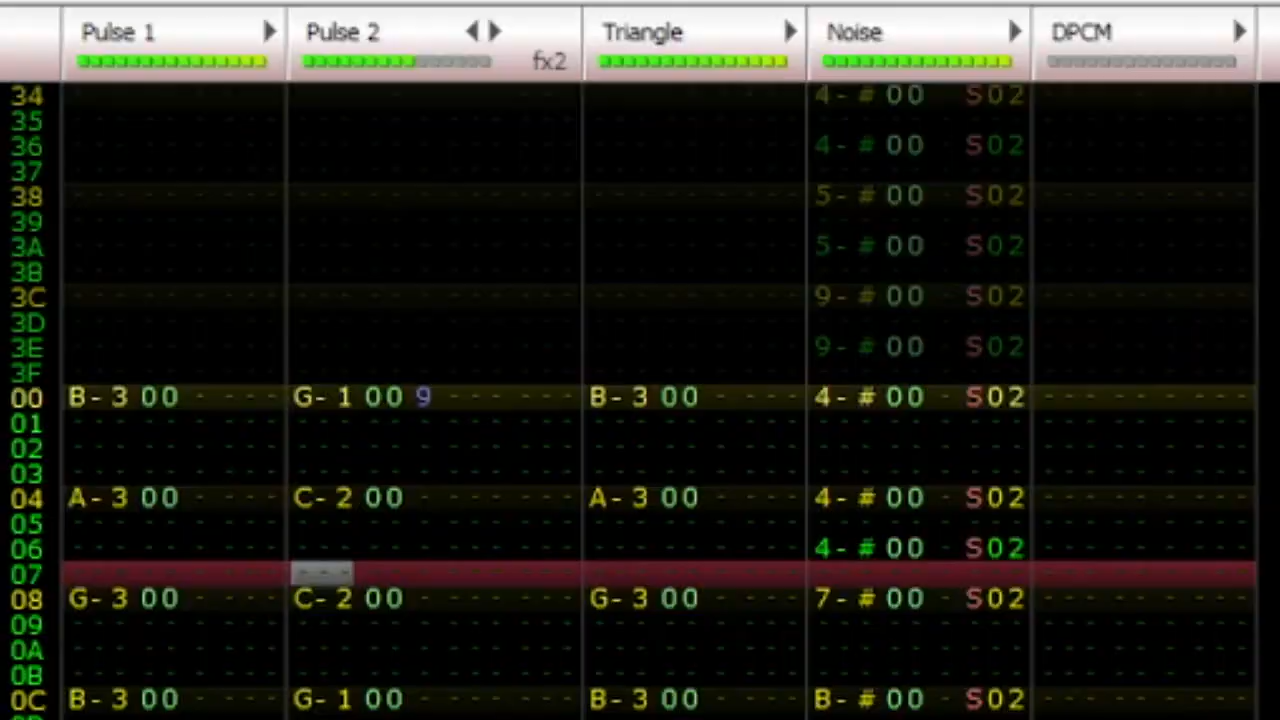 Pulse 1 Pulse 2 Triangle Noise DPCM
fx2
34 4-# 00 S02
35
36 4-# 00 S02
37
38 5-# 00 S02
39
3A 5-# 00 S02
3B
3C 9-# 00 S02
3D
3E 9-# 00 S02
3F
00 B-3 00 G-1 00 9 B-3 00 4-# 00 S02
01
02
03
04 A-3 00 C-2 00 A-3 00 4-# 00 S02
05
06 4-# 00 S02
07
08 G-3 00 C-2 00 G-3 00 7-# 00 S02
09
0A
0B
0C B-3 00 G-1 00 B-3 00 B-# 00 S02